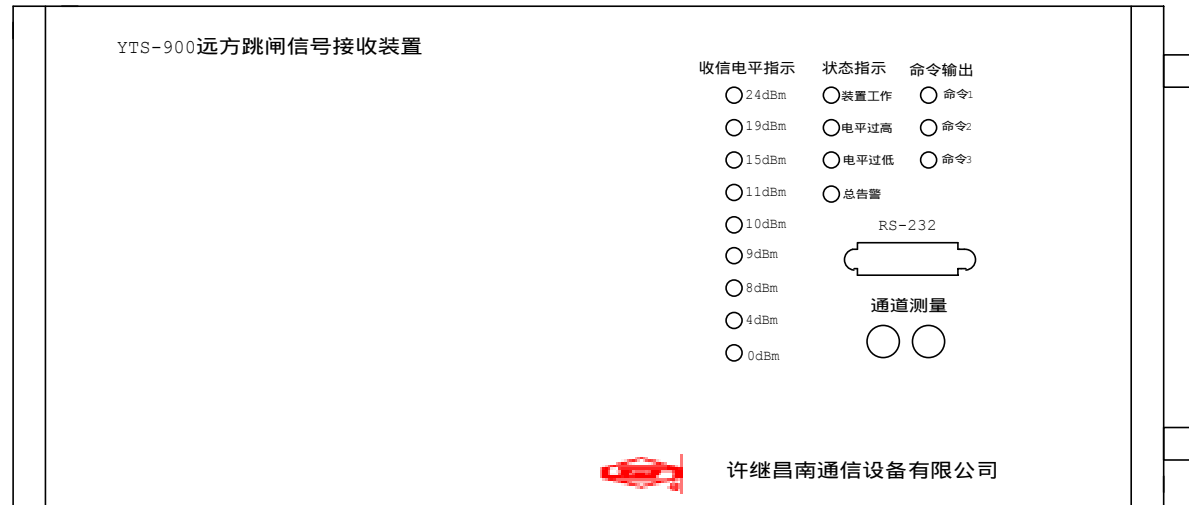 YTS-900远方跳闸信号接收装置
收信电平指示 状态指示 命令输出
24dBm 装置工作 命令1
19dBm 电平过高 命令2
15dBm 电平过低 命令3
11dBm 总告警
10dBm RS-232
9dBm
8dBm
通道测量
4dBm
0dBm
许继昌南通信设备有限公司